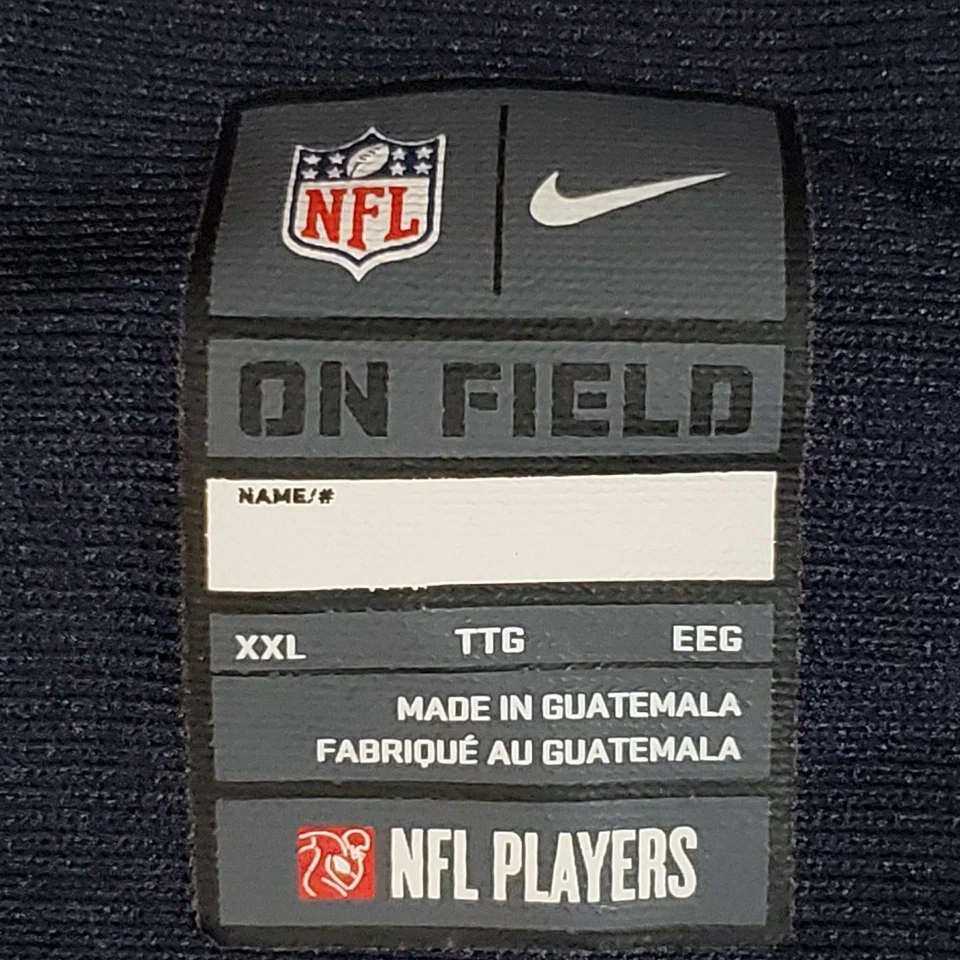 NFL
ON FIELD
NAME/#
XXL TTG EEG
MADE IN GUATEMALA
FABRIQUÉ AU GUATEMALA
NFL PLAYERS